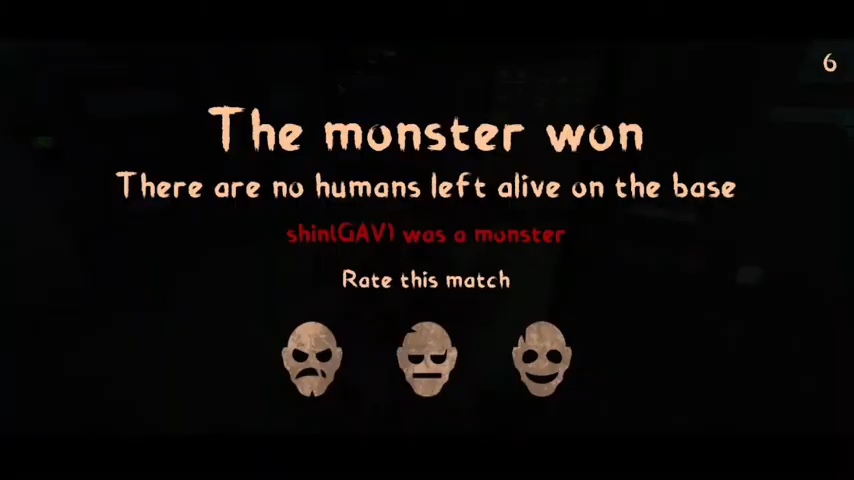 6
The monster won
There are no humans left alive on the base
shin(GAV) was a monster
Rate this match